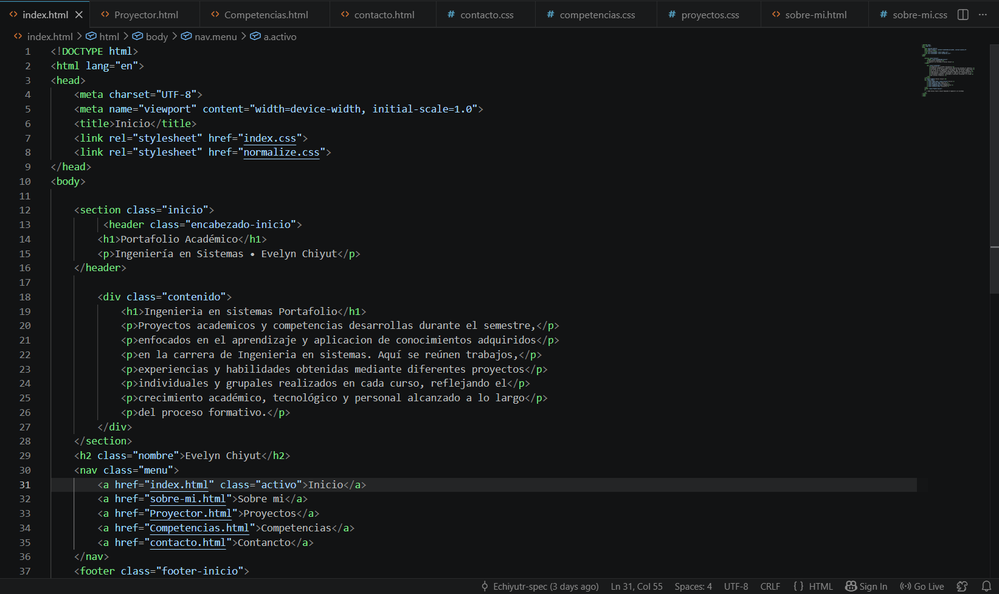 index.html Proyector.html Competencias.html contacto.html contacto.css competencias.css proyectos.css sobre-mi.html sobre-mi.css
index.html > html > body > nav.menu > a.activo
1 <!DOCTYPE html>
2 <html lang="en">
3 <head>
4 <meta charset="UTF-8">
5 <meta name="viewport" content="width=device-width, initial-scale=1.0">
6 <title>Inicio</title>
7 <link rel="stylesheet" href="index.css">
8 <link rel="stylesheet" href="normalize.css">
9 </head>
10 <body>
11
12 <section class="inicio">
13 <header class="encabezado-inicio">
14 <h1>Portafolio Académico</h1>
15 <p>Ingeniería en Sistemas • Evelyn Chiyut</p>
16 </header>
17
18 <div class="contenido">
19 <h1>Ingenieria en sistemas Portafolio</h1>
20 <p>Proyectos academicos y competencias desarrollas durante el semestre,</p>
21 <p>enfocados en el aprendizaje y aplicacion de conocimientos adquiridos</p>
22 <p>en la carrera de Ingenieria en sistemas. Aquí se reúnen trabajos,</p>
23 <p>experiencias y habilidades obtenidas mediante diferentes proyectos</p>
24 <p>individuales y grupales realizados en cada curso, reflejando el</p>
25 <p>crecimiento académico, tecnológico y personal alcanzado a lo largo</p>
26 <p>del proceso formativo.</p>
27 </div>
28 </section>
29 <h2 class="nombre">Evelyn Chiyut</h2>
30 <nav class="menu">
31 <a href="index.html" class="activo">Inicio</a>
32 <a href="sobre-mi.html">Sobre mi</a>
33 <a href="Proyector.html">Proyectos</a>
34 <a href="Competencias.html">Competencias</a>
35 <a href="contacto.html">Contancto</a>
36 </nav>
37 <footer class="footer-inicio">
Echiyutr-spec (3 days ago) Ln 31, Col 55 Spaces: 4 UTF-8 CRLF {} HTML Sign In Go Live